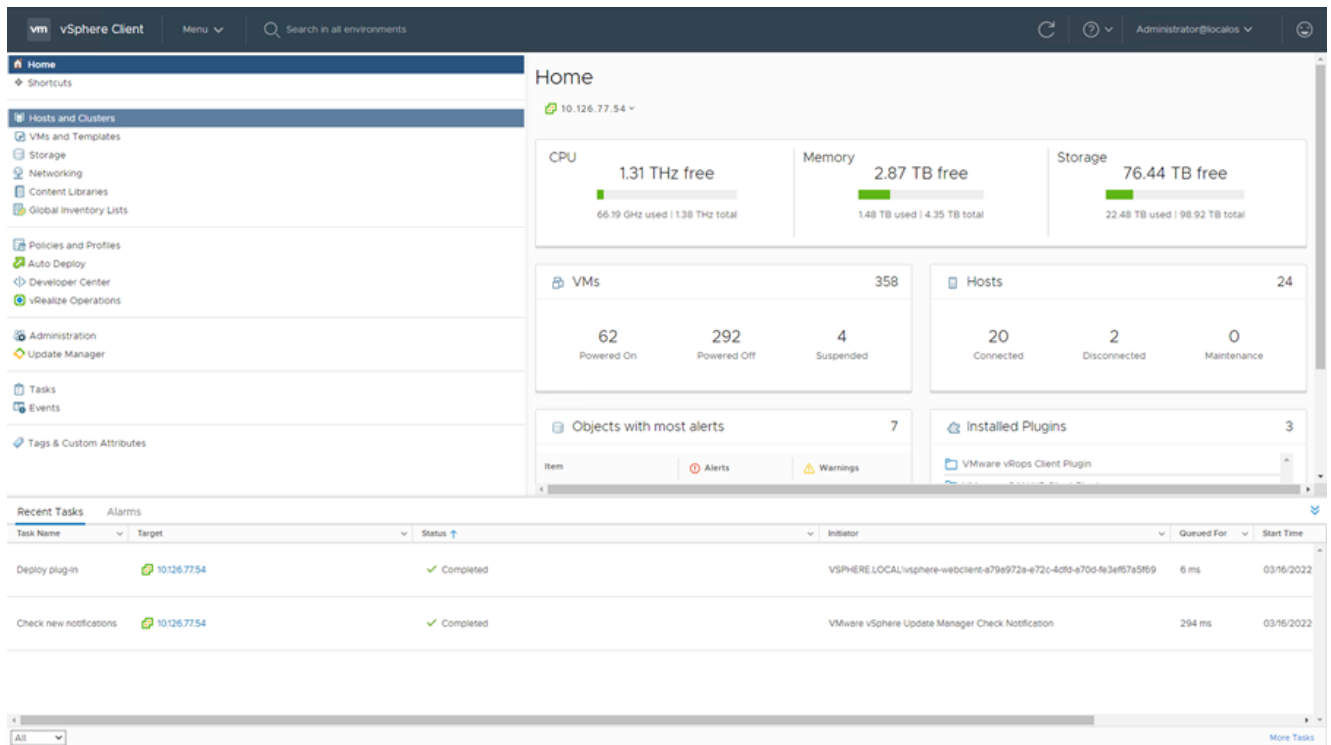 vm vSphere Client Menu Search in all environments Administrator@localos
Home
Shortcuts
Hosts and Clusters
VMs and Templates
Storage
Networking
Content Libraries
Global Inventory Lists
Policies and Profiles
Auto Deploy
Developer Center
vRealize Operations
Administration
Update Manager
Tasks
Events
Tags & Custom Attributes
Home
10.126.77.54
CPU
1.31 THz free
66.19 GHz used | 1.38 THz total
Memory
2.87 TB free
1.48 TB used | 4.35 TB total
Storage
76.44 TB free
22.48 TB used | 98.92 TB total
VMs 358
62 292 4
Powered On Powered Off Suspended
Hosts 24
20 2 0
Connected Disconnected Maintenance
Objects with most alerts 7
Item Alerts Warnings
Installed Plugins 3
VMware vRops Client Plugin
Recent Tasks Alarms
Task Name Target Status Initiator Queued For Start Time
Deploy plug-in 10.126.77.54 Completed VSPHERE.LOCAL\vsphere-webclient-a79a972a-e72c-4dfd-a70d-fe3ef67a5f69 6 ms 03/16/2022
Check new notifications 10.126.77.54 Completed VMware vSphere Update Manager Check Notification 294 ms 03/16/2022
All More Tasks